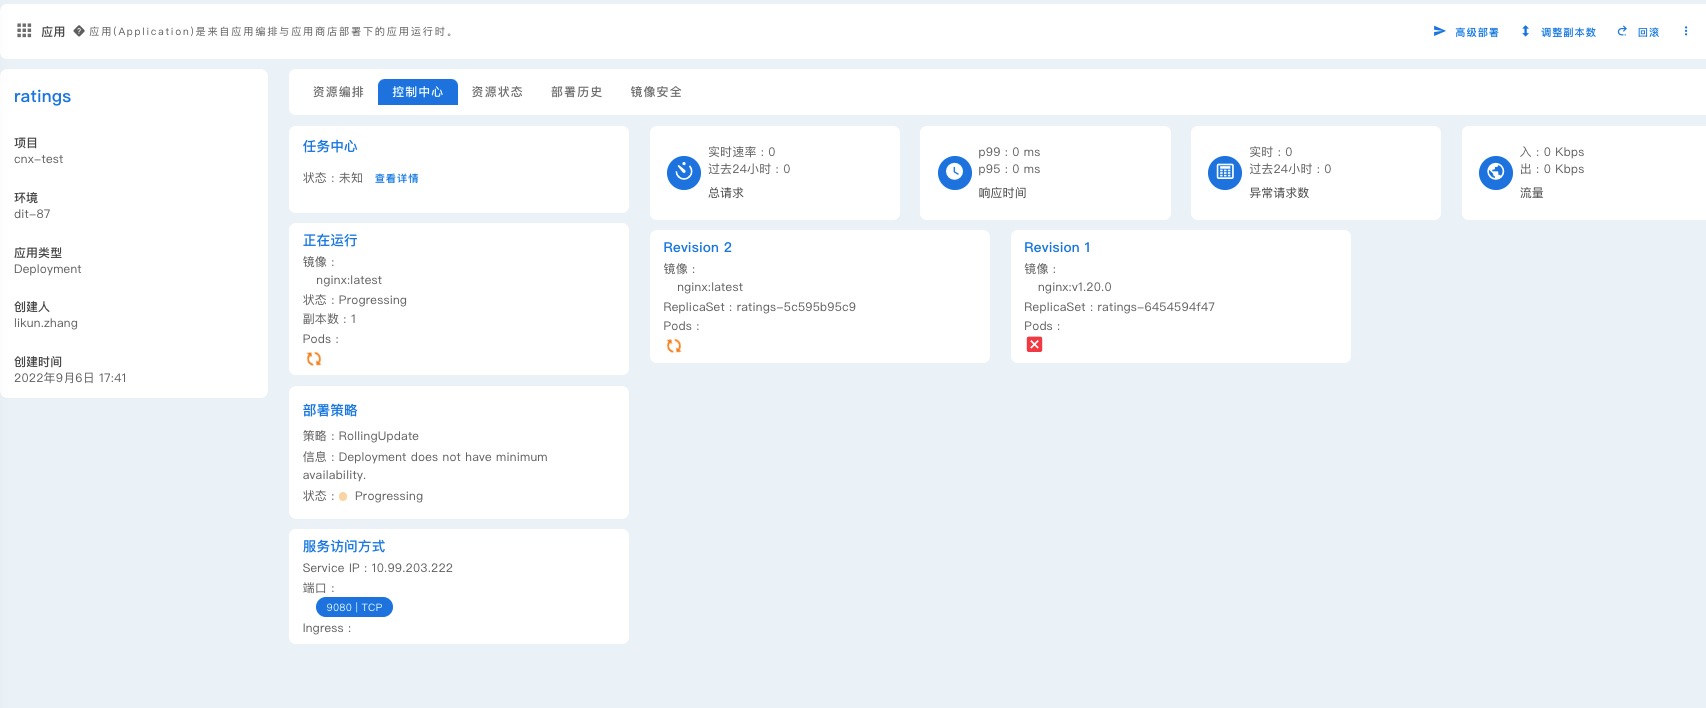 应用
应用(Application)是来自应用编排与应用商店部署下的应用运行时。
高级部署
调整副本数
回滚
ratings
项目
cnx-test
环境
dit-87
应用类型
Deployment
创建人
likun.zhang
创建时间
2022年9月6日 17:41
资源编排
控制中心
资源状态
部署历史
镜像安全
任务中心
状态：未知 查看详情
实时速率：0
过去24小时：0
总请求
p99：0 ms
p95：0 ms
响应时间
实时：0
过去24小时：0
异常请求数
入：0 Kbps
出：0 Kbps
流量
正在运行
镜像：
nginx:latest
状态：Progressing
副本数：1
Pods：
Revision 2
镜像：
nginx:latest
ReplicaSet：ratings-5c595b95c9
Pods：
Revision 1
镜像：
nginx:v1.20.0
ReplicaSet：ratings-6454594f47
Pods：
部署策略
策略：RollingUpdate
信息：Deployment does not have minimum
availability.
状态： Progressing
服务访问方式
Service IP：10.99.203.222
端口：
9080 | TCP
Ingress：